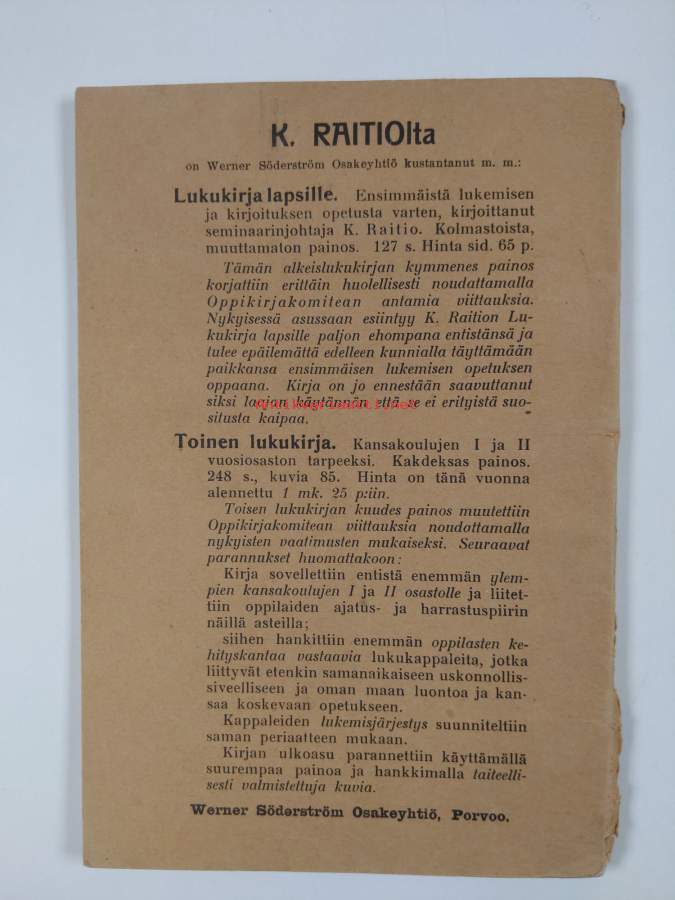 K. RAITIOlta
on Werner Söderström Osakeyhtiö kustantanut m. m.:
Lukukirja lapsille. Ensimmäistä lukemisen
ja kirjoituksen opetusta varten, kirjoittanut
seminaarinjohtaja K. Raitio. Kolmastoista,
muuttamaton painos. 127 s. Hinta sid. 65 p.
Tämän alkeislukukirjan kymmenes painos
korjattiin erittäin huolellisesti noudattamalla
Oppikirjakomitean antamia viittauksia.
Nykyisessä asussaan esiintyy K. Raition Lu-
kukirja lapsille paljon ehompana entistänsä ja
tulee epäilemättä edelleen kunnialla täyttämään
paikkansa ensimmäisen lukemisen opetuksen
oppaana. Kirja on jo ennestään saavuttanut
siksi laajan käytännön että se ei erityistä suo-
situsta kaipaa.
Antikvariaatti.net
Toinen lukukirja. Kansakoulujen I ja II
vuosiosaston tarpeeksi. Kakdeksas painos.
248 s., kuvia 85. Hinta on tänä vuonna
alennettu 1 mk. 25 p:iin.
Toisen lukukirjan kuudes painos muutettiin
Oppikirjakomitean viittauksia noudattamalla
nykyisten vaatimusten mukaiseksi. Seuraavat
parannukset huomattakoon:
Kirja sovellettiin entistä enemmän ylem-
pien kansakoulujen I ja II osastolle ja liitet-
tiin oppilaiden ajatus- ja harrastuspiirin
näillä asteilla;
siihen hankittiin enemmän oppilasten ke-
hityskantaa vastaavia lukukappaleita, jotka
liittyvät etenkin samanaikaiseen uskonnollis-
siveelliseen ja oman maan luontoa ja kan-
saa koskevaan opetukseen.
Kappaleiden lukemisjärjestys suunniteltiin
saman periaatteen mukaan.
Kirjan ulkoasu parannettiin käyttämällä
suurempaa painoa ja hankkimalla taiteelli-
sesti valmistettuja kuvia.
Werner Söderström Osakeyhtiö, Porvoo.